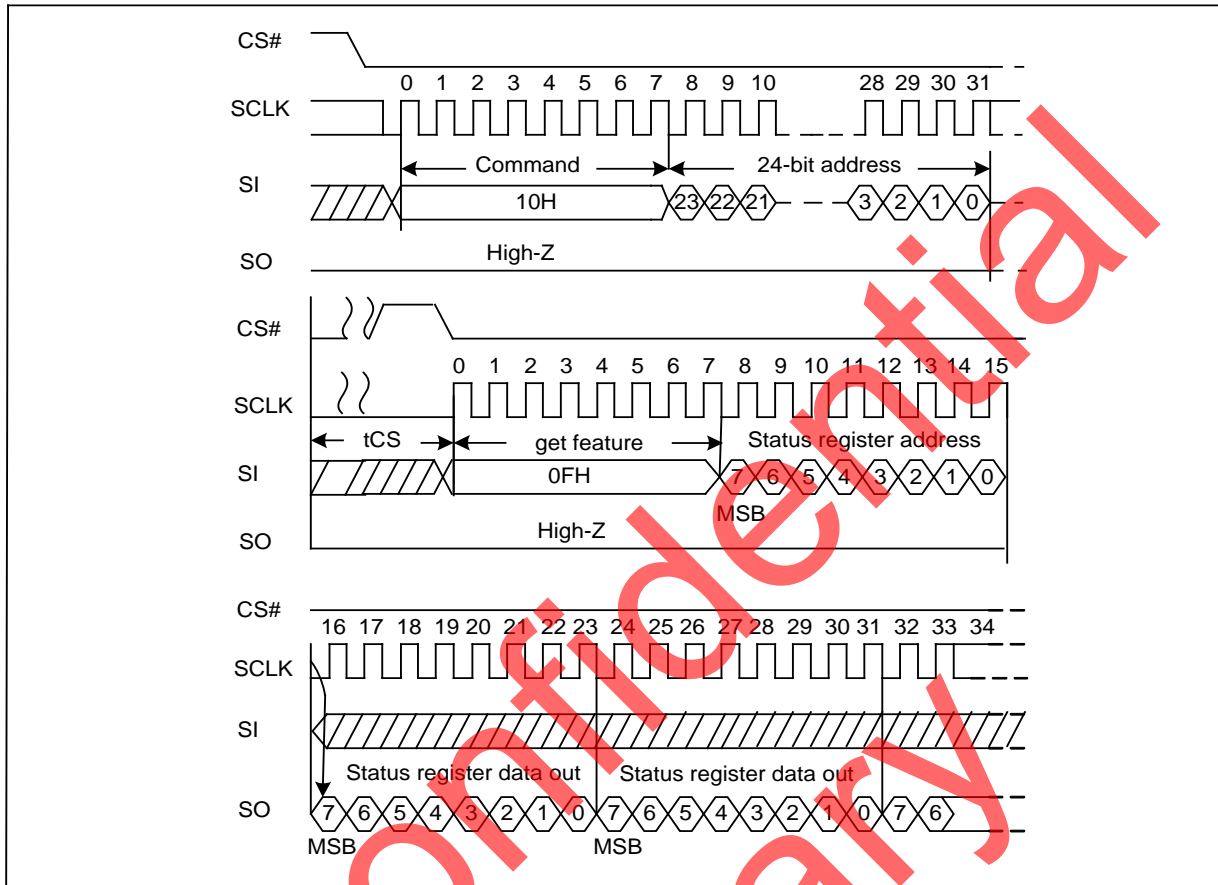 CS#
0 1 2 3 4 5 6 7 8 9 10 28 29 30 31
SCLK
Command 24-bit address
SI
10H 23 22 21 3 2 1 0
High-Z
SO
CS#
0 1 2 3 4 5 6 7 8 9 10 11 12 13 14 15
SCLK
tCS get feature Status register address
SI
0FH 7 6 5 4 3 2 1 0
MSB
High-Z
SO
CS#
16 17 18 19 20 21 22 23 24 25 26 27 28 29 30 31 32 33 34
SCLK
SI
Status register data out Status register data out
SO 7 6 5 4 3 2 1 0 7 6 5 4 3 2 1 0 7 6
MSB MSB
onfidential
ary